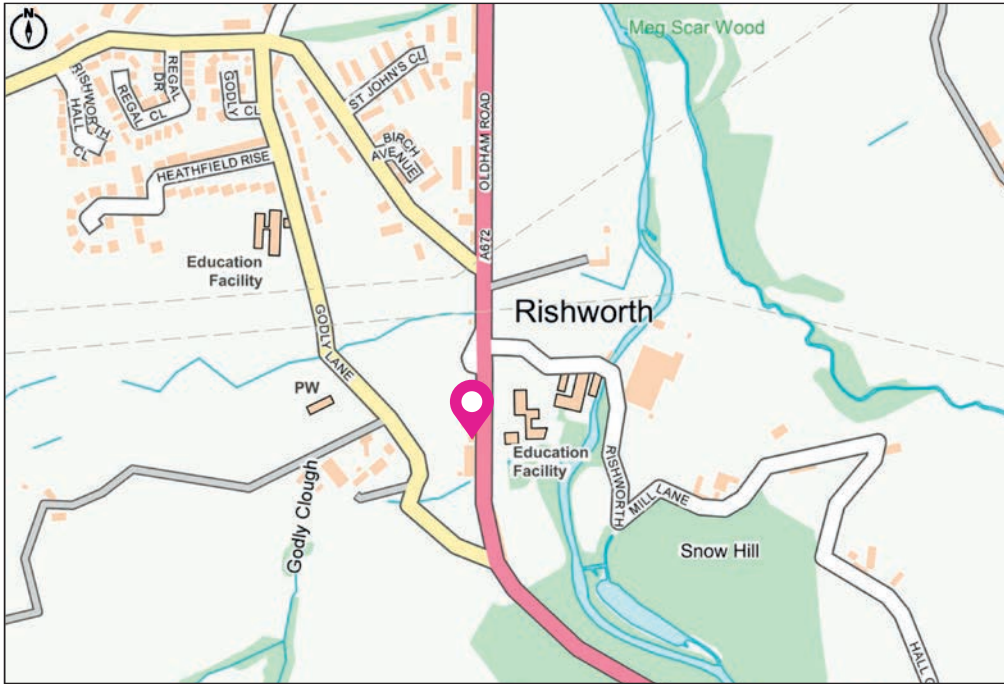 N
Meg Scar Wood
RISHWORTH
HALL
CL
REGAL
DR
REGAL
CL
GODLY
CL
ST JOHN'S CL
BIRCH
AVENUE
OLDHAM ROAD
A672
HEATHFIELD RISE
Education
Facility
GODLY LANE
Rishworth
PW
Education
Facility
RISHWORTH
MILL LANE
Godly Clough
Snow Hill
HALL